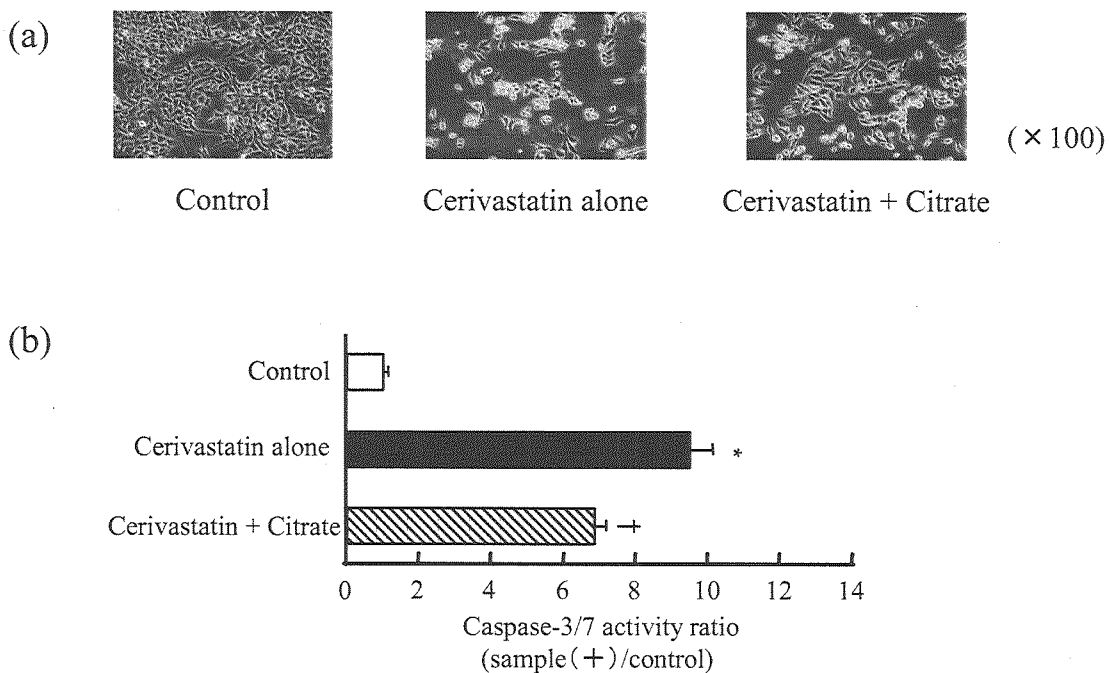 (a)
(×100)
Control
Cerivastatin alone
Cerivastatin + Citrate
(b)
Control
Cerivastatin alone
*
Cerivastatin + Citrate
+
0 2 4 6 8 10 12 14
Caspase-3/7 activity ratio
(sample(+)/control)